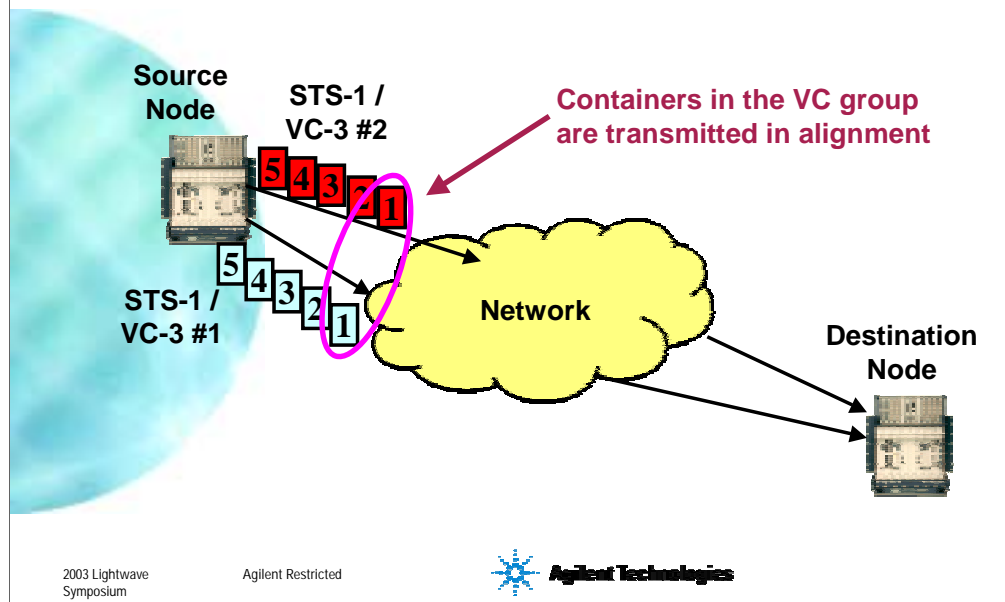 Source
Node
STS-1 /
VC-3 #2
Containers in the VC group
are transmitted in alignment
5 4 3 2 1
5 4 3 2 1
STS-1 /
VC-3 #1
Network
Destination
Node
2003 Lightwave
Symposium
Agilent Restricted
Agilent Technologies